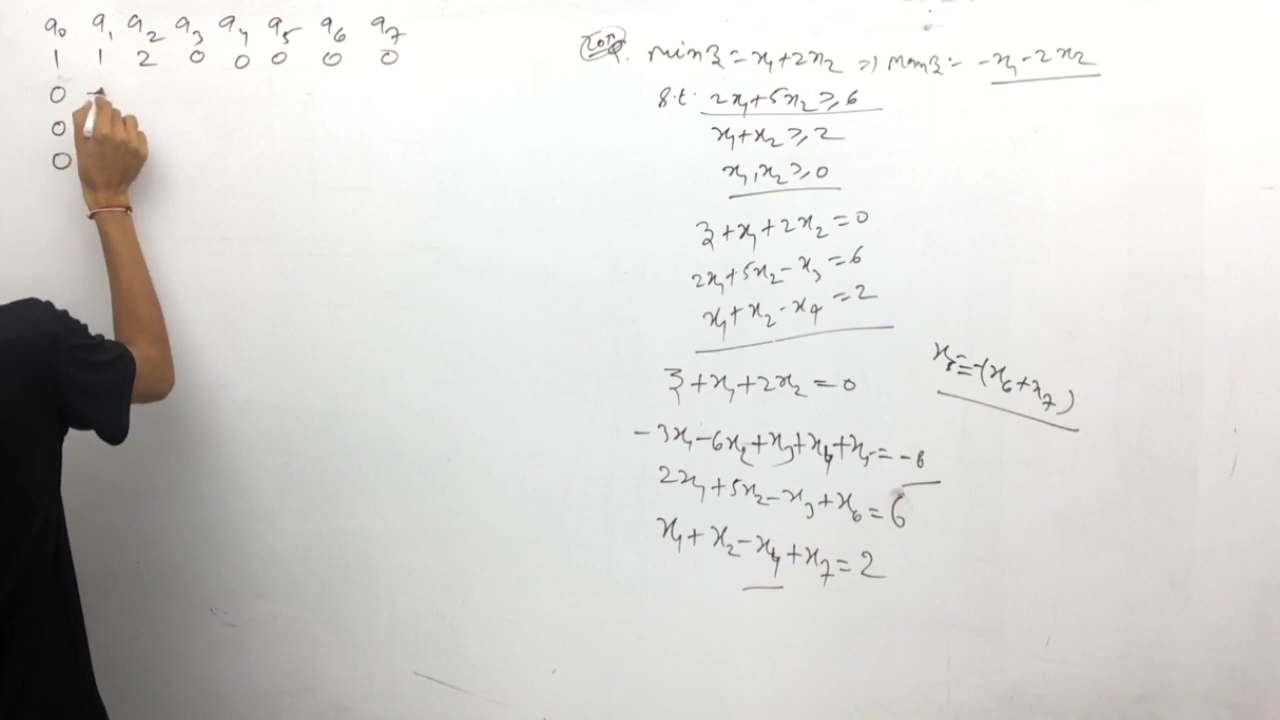 a₀ a₁ a₂ a₃ a₄ a₅ a₆ a₇
1 1 2 0 0 0 0 0
0 -
0
0
Solⁿ. min z = x₁+2x₂ ⇒ Max z = -x₁-2x₂
s.t. 2x₁+5x₂ ≥ 6
x₁+x₂ ≥ 2
x₁,x₂ ≥ 0
z+x₁+2x₂=0
2x₁+5x₂-x₃=6
x₁+x₂-x₄=2
x₅=-(x₆+x₇)
z+x₁+2x₂=0
-3x₁-6x₂+x₃+x₄+x₅=-8
2x₁+5x₂-x₃+x₆=6
x₁+x₂-x₄+x₇=2